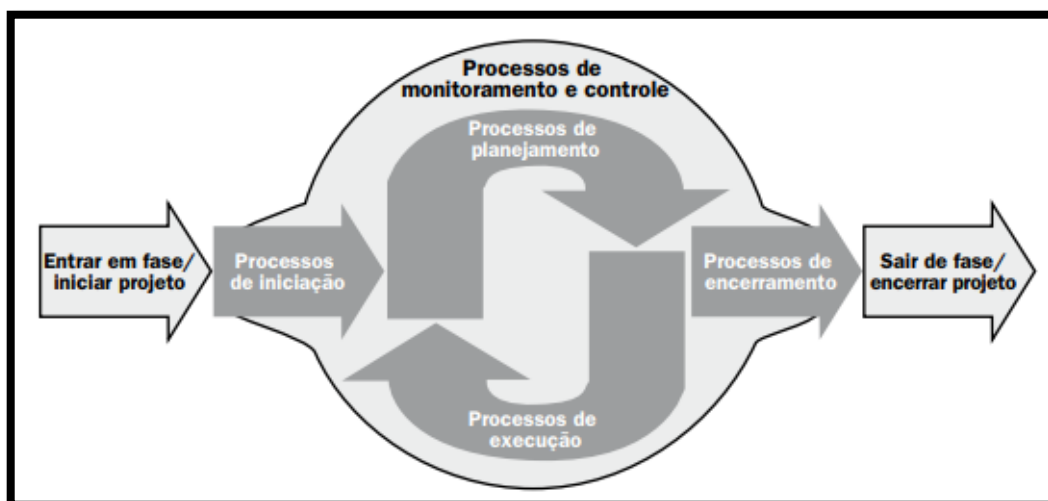 Processos de
monitoramento e controle
Processos de
planejamento
Entrar em fase/
iniciar projeto
Processos
de iniciação
Processos de
encerramento
Sair de fase/
encerrar projeto
Processos de
execução